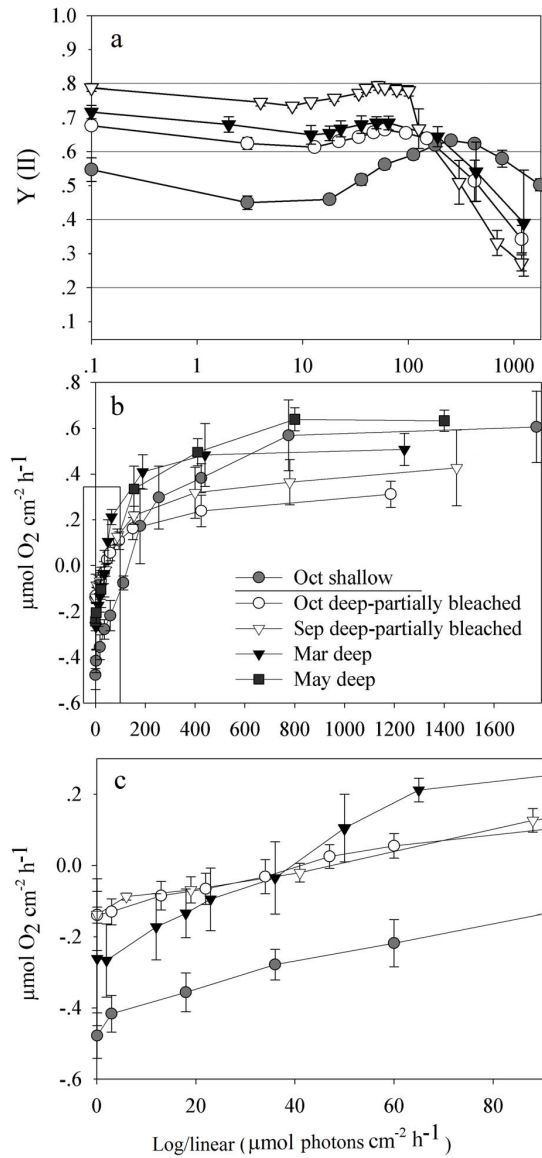 a
Y (II)
1.0
.9
.8
.7
.6
.5
.4
.3
.2
.1
.1 1 10 100 1000
b
μmol O2 cm-2 h-1
.8
.6
.4
.2
0.0
-.2
-.4
-.6
Oct shallow
Oct deep-partially bleached
Sep deep-partially bleached
Mar deep
May deep
0 200 400 600 800 1000 1200 1400 1600
c
μmol O2 cm-2 h-1
.2
0.0
-.2
-.4
-.6
0 20 40 60 80
Log/linear (μmol photons cm-2 h-1)